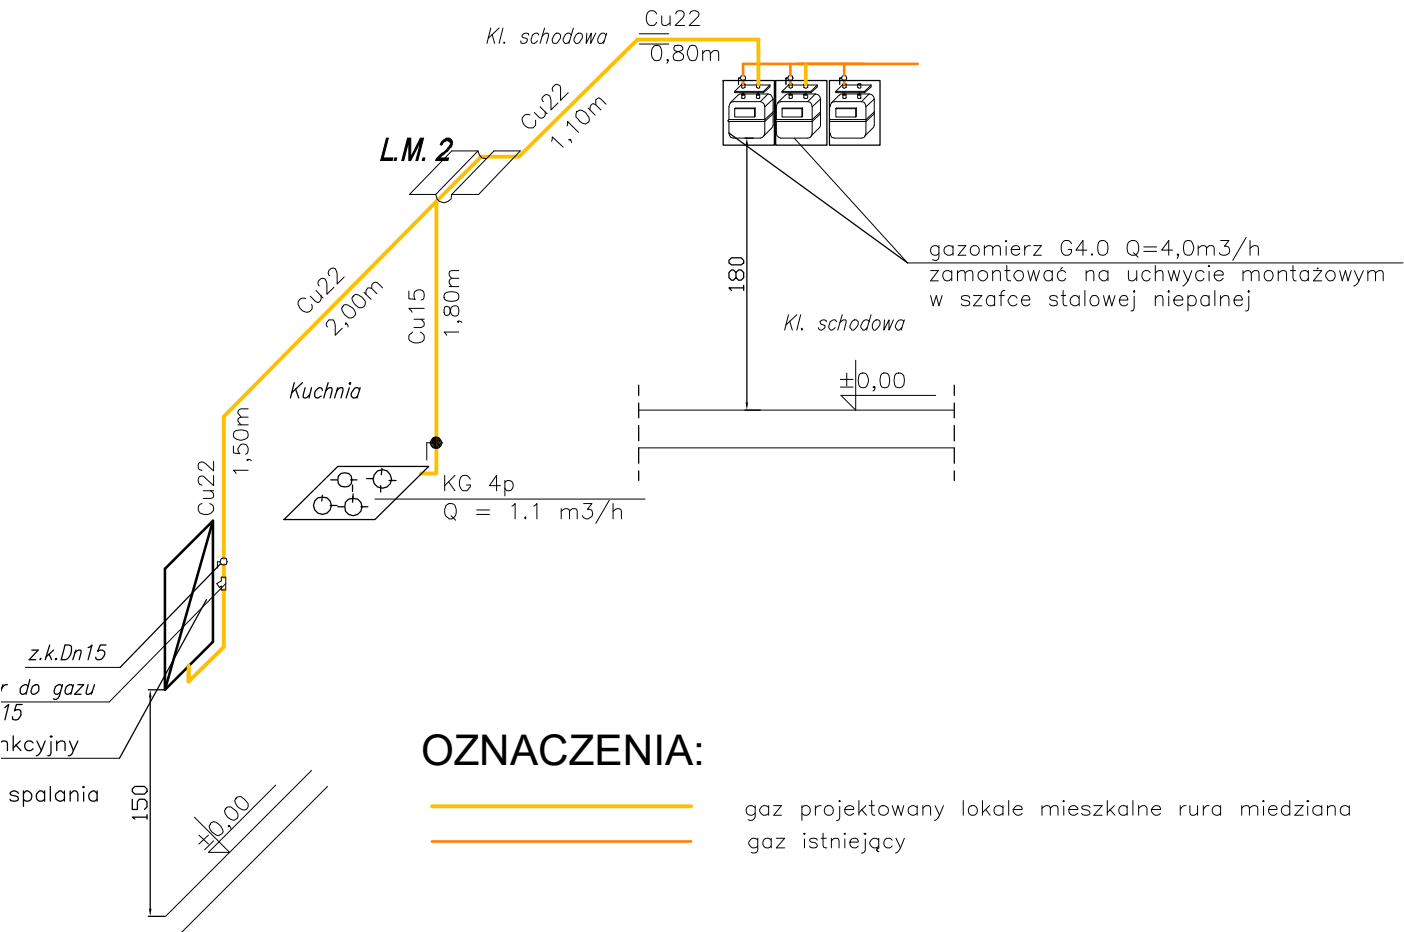 Cu22
Kl. schodowa
0,80m
Cu22
1,10m
L.M. 2
gazomierz G4.0 Q=4,0m3/h
zamontować na uchwycie montażowym
w szafce stalowej niepalnej
180
Cu22
2,00m
Cu15
1,80m
Kl. schodowa
±0,00
Kuchnia
1,50m
Cu22
KG 4p
Q = 1.1 m3/h
z.k.Dn15
r do gazu
15
nkcyjny
spalania
150
±0,00
OZNACZENIA:
gaz projektowany lokale mieszkalne rura miedziana
gaz istniejący